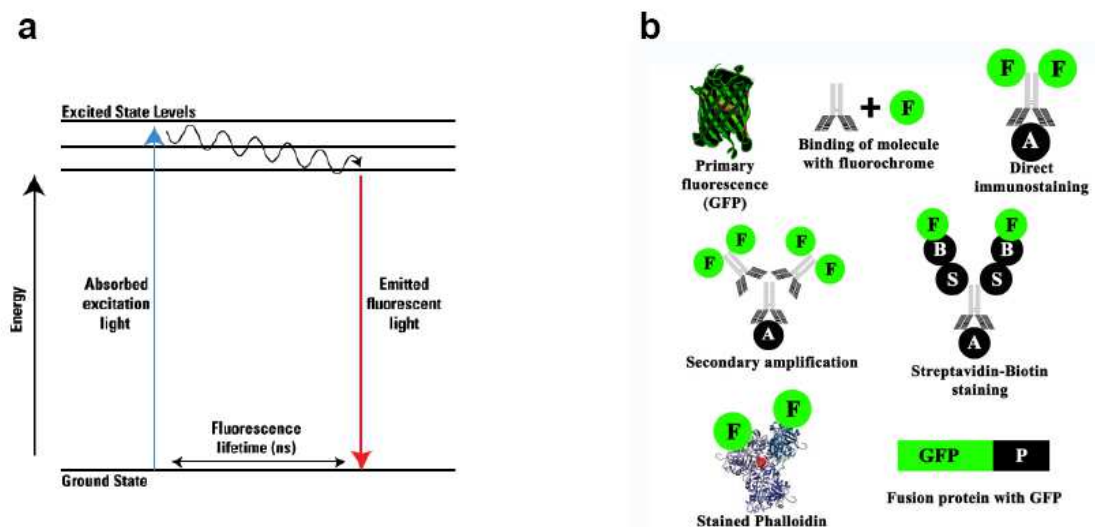 a
Excited State Levels
Energy
Absorbed
excitation
light
Emitted
fluorescent
light
Fluorescence
lifetime (ns)
Ground State
b
Primary
fluorescence
(GFP)
+ F
Binding of molecule
with fluorochrome
F F
A
Direct
immunostaining
F F F F
A
Secondary amplification
F F
B B
S S
A
Streptavidin-Biotin
staining
F F
Stained Phalloidin
GFP P
Fusion protein with GFP